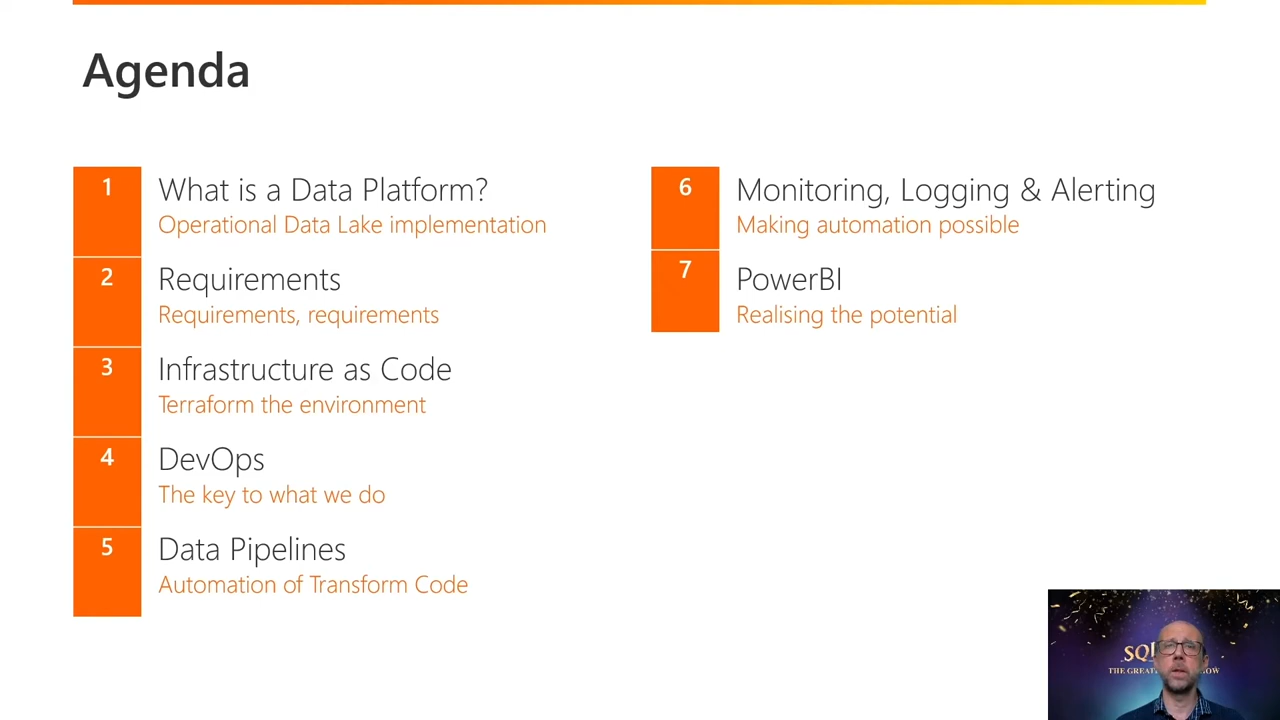 Agenda
1
What is a Data Platform?
Operational Data Lake implementation
2
Requirements
Requirements, requirements
3
Infrastructure as Code
Terraform the environment
4
DevOps
The key to what we do
5
Data Pipelines
Automation of Transform Code
6
Monitoring, Logging & Alerting
Making automation possible
7
PowerBI
Realising the potential
THE